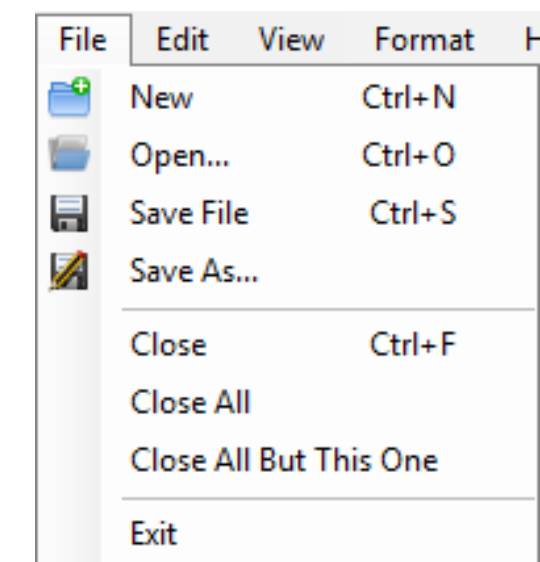 File Edit View Format
New Ctrl+N
Open... Ctrl+O
Save File Ctrl+S
Save As...
Close Ctrl+F
Close All
Close All But This One
Exit